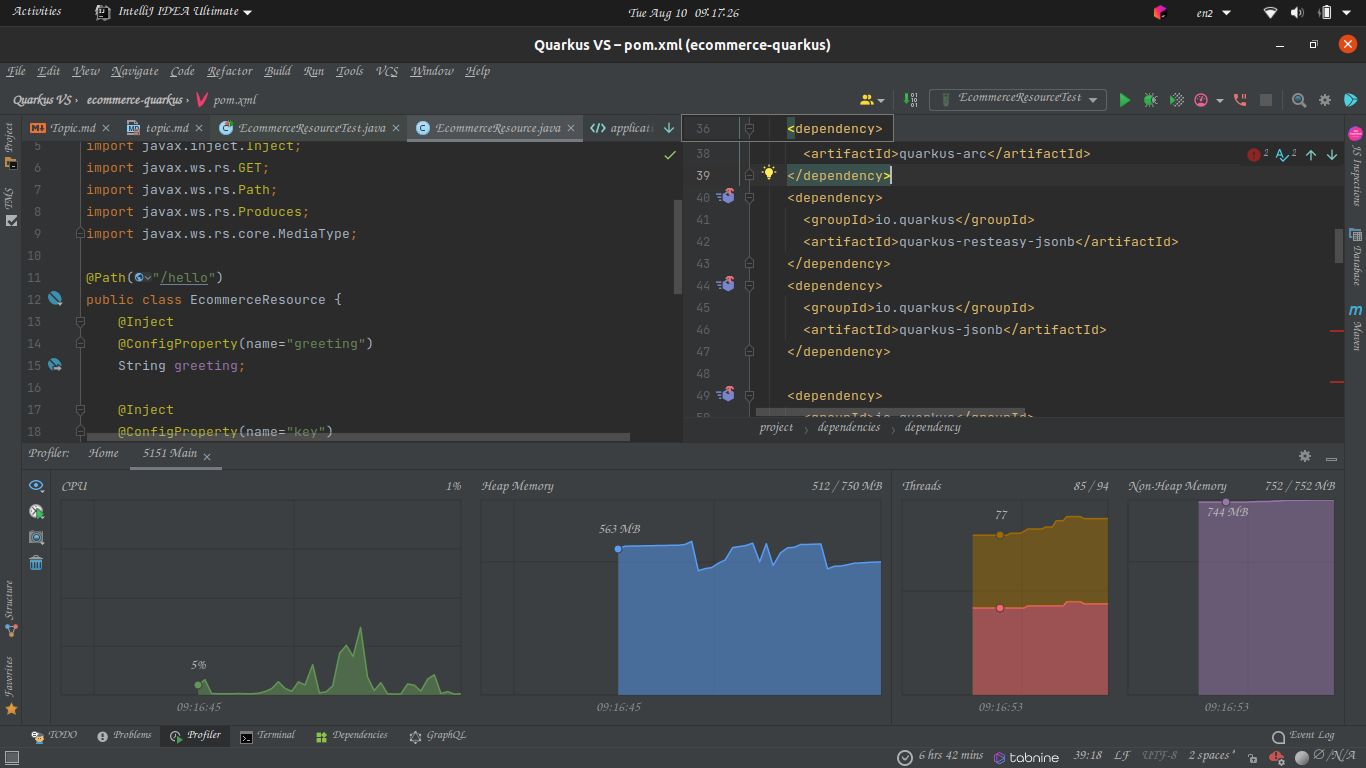 Activities IntelliJ IDEA Ultimate Tue Aug 10 09:17:26 en2
Quarkus VS – pom.xml (ecommerce-quarkus)
File Edit View Navigate Code Refactor Build Run Tools VCS Window Help
Quarkus VS ecommerce-quarkus pom.xml EcommerceResourceTest
Topic.md topic.md EcommerceResourceTest.java EcommerceResource.java
Project
TMS
Structure
Favorites
5 import javax.inject.Inject;
6 import javax.ws.rs.GET;
7 import javax.ws.rs.Path;
8 import javax.ws.rs.Produces;
9 import javax.ws.rs.core.MediaType;
10
11 @Path("/hello")
12 public class EcommerceResource {
13 @Inject
14 @ConfigProperty(name="greeting")
15 String greeting;
16
17 @Inject
18 @ConfigProperty(name="key")
36 <dependency>
38 <artifactId>quarkus-arc</artifactId> 2 2
39 </dependency>
40 <dependency>
41 <groupId>io.quarkus</groupId>
42 <artifactId>quarkus-resteasy-jsonb</artifactId>
43 </dependency>
44 <dependency>
45 <groupId>io.quarkus</groupId>
46 <artifactId>quarkus-jsonb</artifactId>
47 </dependency>
48
49 <dependency>
50 <groupId>io.quarkus</groupId>
project › dependencies › dependency
JS Inspections
Database
Maven
Profiler: Home 5151 Main
CPU 1%
5%
09:16:45
Heap Memory 512 / 750 MB
563 MB
09:16:45
Threads 85 / 94
77
09:16:53
Non-Heap Memory 752 / 752 MB
744 MB
09:16:53
TODO Problems Profiler Terminal Dependencies GraphQL Event Log
6 hrs 42 mins tabnine 39:18 LF UTF-8 2 spaces* Ø/N/A